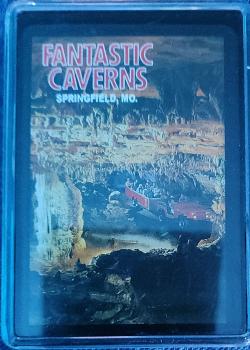 FANTASTIC
CAVERNS
SPRINGFIELD, MO.